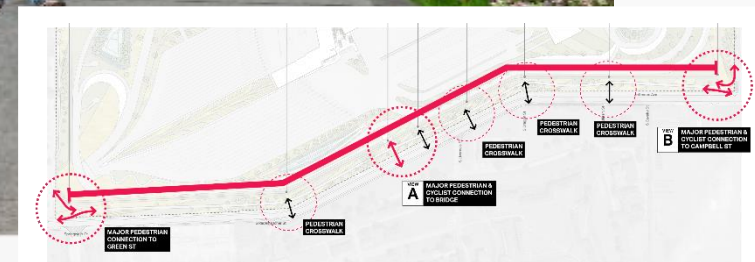 MAJOR PEDESTRIAN
CONNECTION TO
GREEN ST
PEDESTRIAN
CROSSWALK
VIEW
A
MAJOR PEDESTRIAN &
CYCLIST CONNECTION
TO BRIDGE
PEDESTRIAN
CROSSWALK
PEDESTRIAN
CROSSWALK
PEDESTRIAN
CROSSWALK
VIEW
B
MAJOR PEDESTRIAN &
CYCLIST CONNECTION
TO CAMPBELL ST